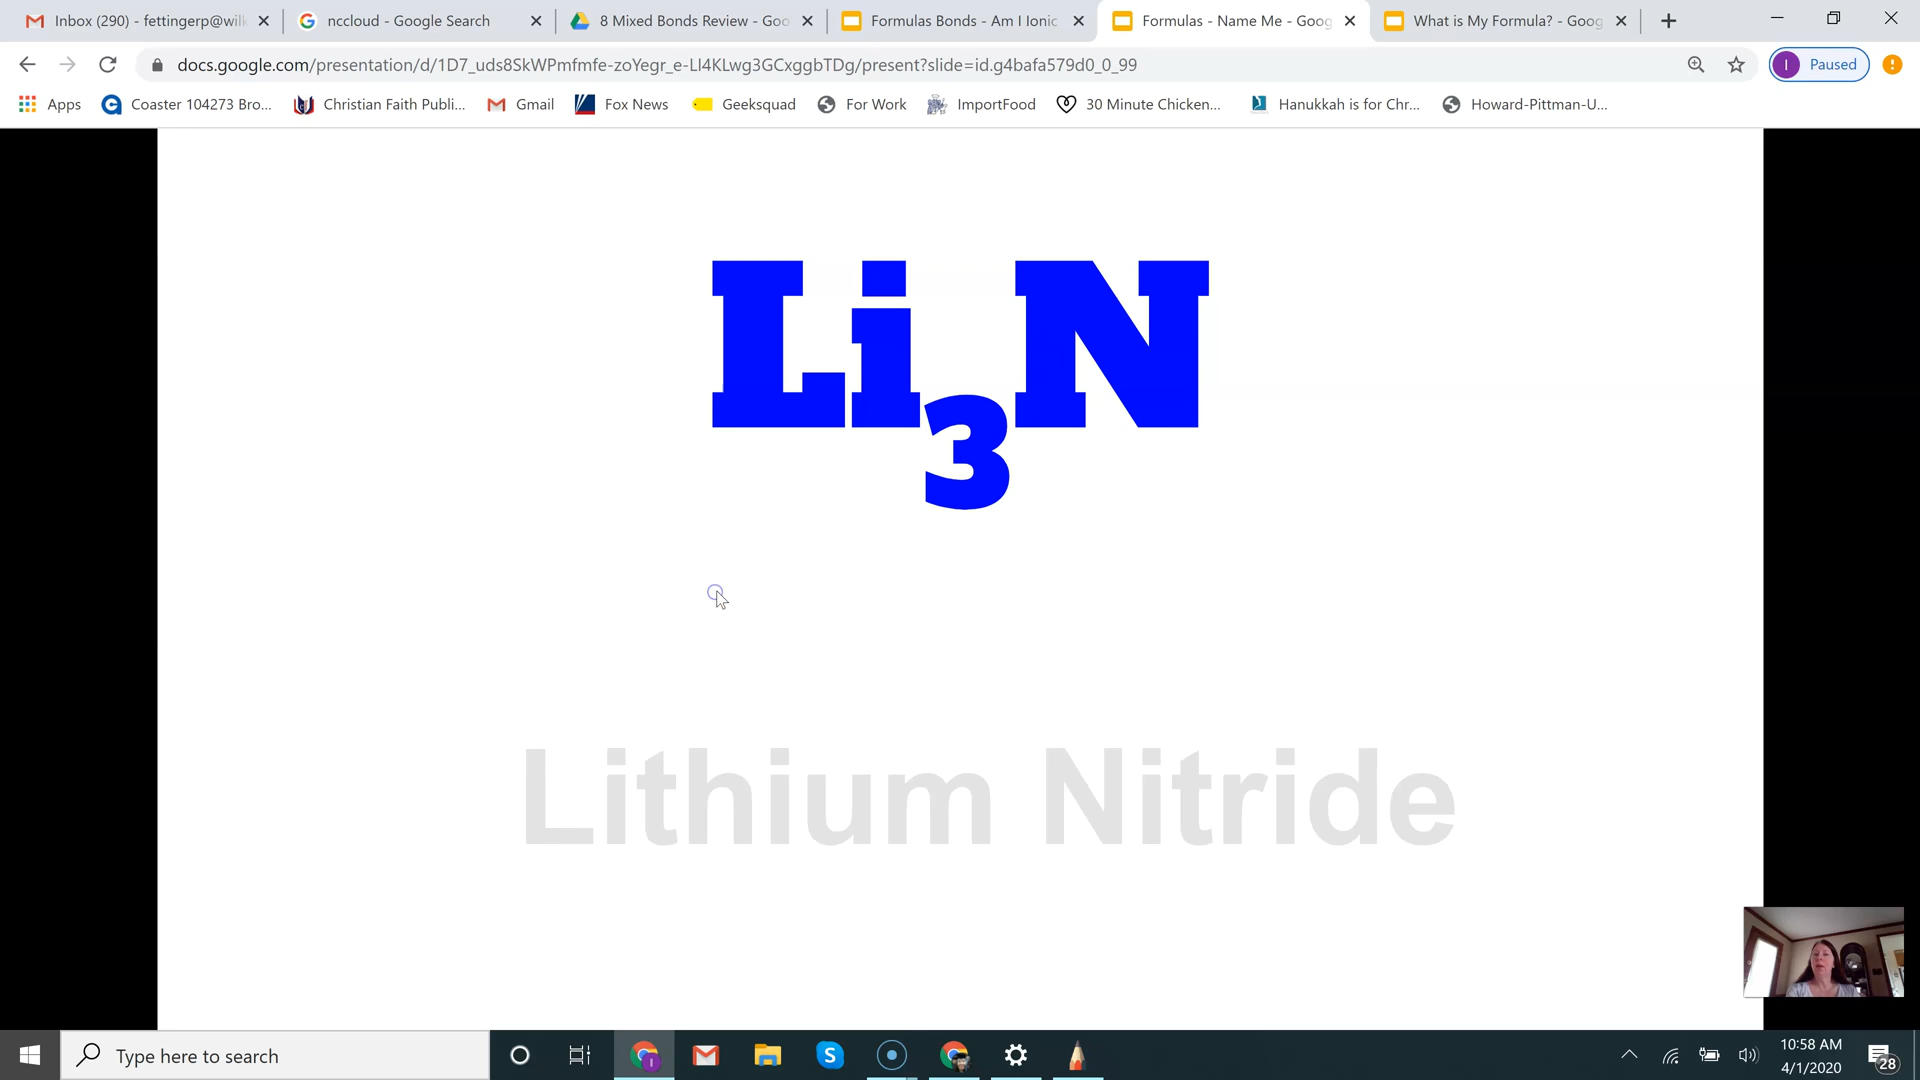 Inbox (290) - fettingerp@wilk
nccloud - Google Search
8 Mixed Bonds Review - Goo
Formulas Bonds - Am I Ionic
Formulas - Name Me - Goog
What is My Formula? - Goog
docs.google.com/presentation/d/1D7_uds8SkWPmfmfe-zoYegr_e-LI4KLwg3GCxggbTDg/present?slide=id.g4bafa579d0_0_99
I Paused
Apps
Coaster 104273 Bro...
Christian Faith Publi...
Gmail
Fox News
Geeksquad
For Work
ImportFood
30 Minute Chicken...
Hanukkah is for Chr...
Howard-Pittman-U...
Li3N
Lithium Nitride
Type here to search
10:58 AM
4/1/2020
28